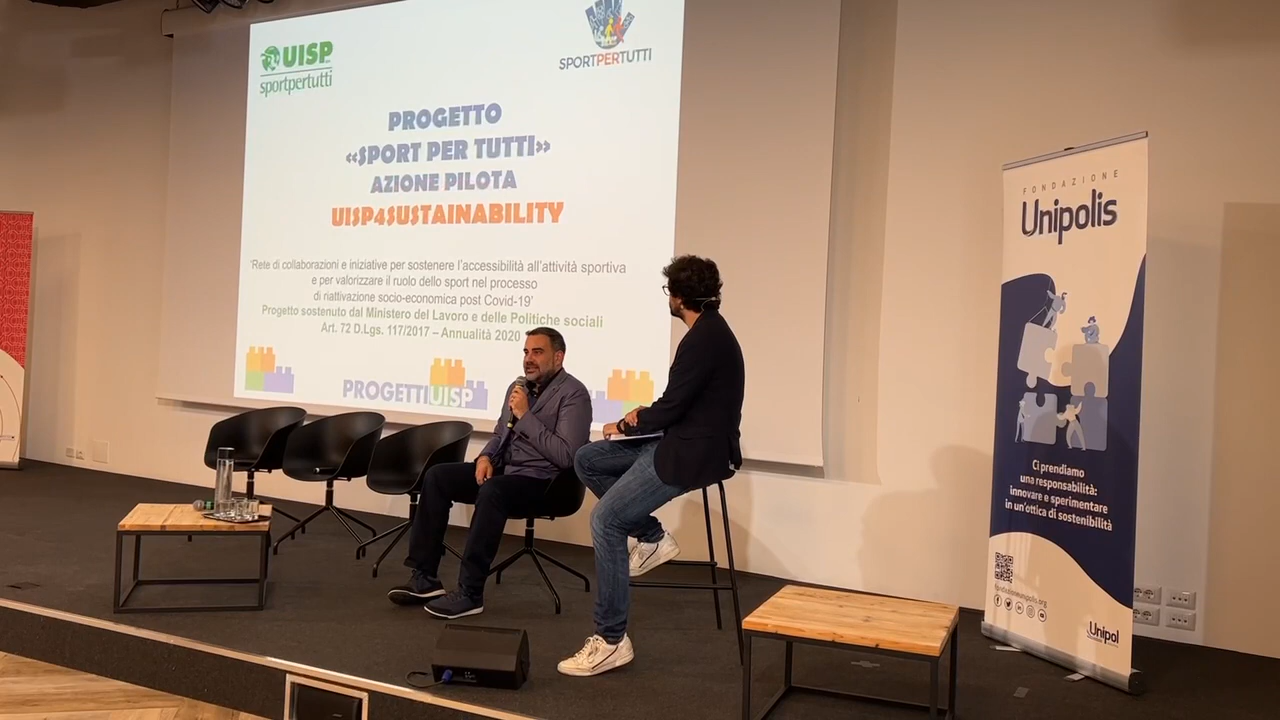 UISP
sportpertutti
SPORTPERTUTTI
PROGETTO
«SPORT PER TUTTI»
AZIONE PILOTA
UISP4SUSTAINABILITY
'Rete di collaborazioni e iniziative per sostenere l'accessibilità all'attività sportiva
e per valorizzare il ruolo dello sport nel processo
di riattivazione socio-economica post Covid-19'
Progetto sostenuto dal Ministero del Lavoro e delle Politiche sociali
Art. 72 D.Lgs. 117/2017 – Annualità 2020
PROGETTIUISP
FONDAZIONE
Unipolis
Ci prendiamo
una responsabilità:
innovare e sperimentare
in un'ottica di sostenibilità
fondazioneunipolis.org
Unipol